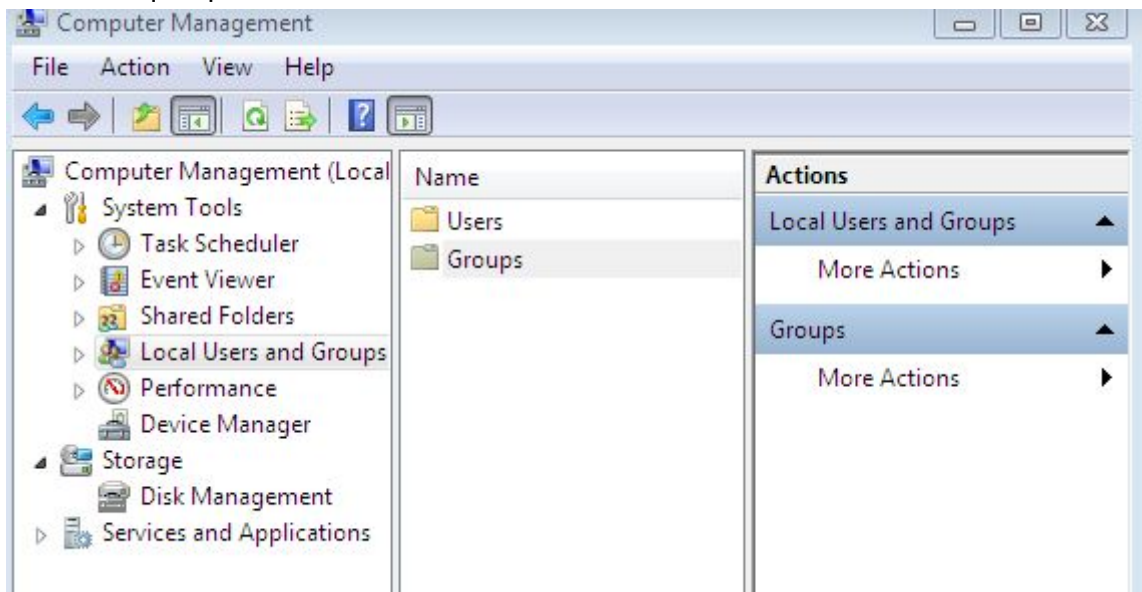 Computer Management
File Action View Help
Computer Management (Local
System Tools
Task Scheduler
Event Viewer
Shared Folders
Local Users and Groups
Performance
Device Manager
Storage
Disk Management
Services and Applications
Name
Users
Groups
Actions
Local Users and Groups
More Actions
Groups
More Actions